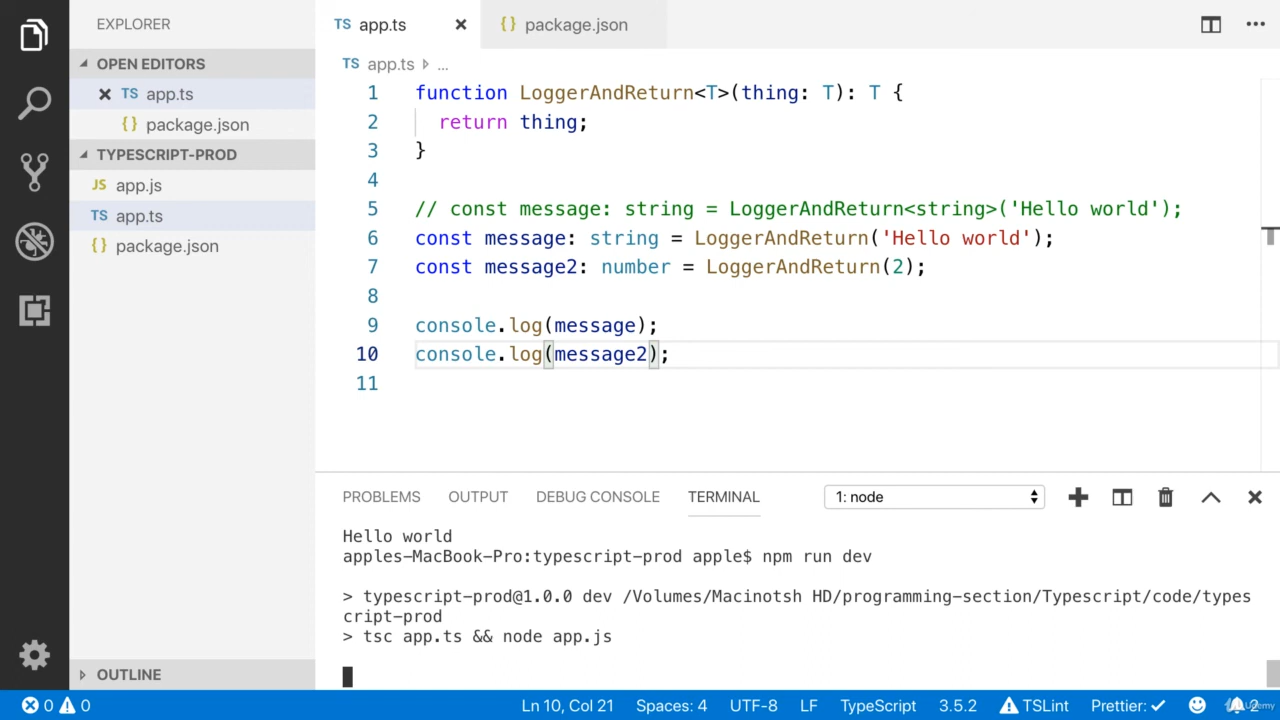 EXPLORER
OPEN EDITORS
TS app.ts
{} package.json
TYPESCRIPT-PROD
JS app.js
TS app.ts
{} package.json
OUTLINE
TS app.ts
{} package.json
TS app.ts ...
1 function LoggerAndReturn<T>(thing: T): T {
2 return thing;
3 }
4
5 // const message: string = LoggerAndReturn<string>('Hello world');
6 const message: string = LoggerAndReturn('Hello world');
7 const message2: number = LoggerAndReturn(2);
8
9 console.log(message);
10 console.log(message2);
11
PROBLEMS OUTPUT DEBUG CONSOLE TERMINAL 1: node
Hello world
apples-MacBook-Pro:typescript-prod apple$ npm run dev
> typescript-prod@1.0.0 dev /Volumes/Macinotsh HD/programming-section/Typescript/code/types
cript-prod
> tsc app.ts && node app.js
0 0 Ln 10, Col 21 Spaces: 4 UTF-8 LF TypeScript 3.5.2 TSLint Prettier: 2